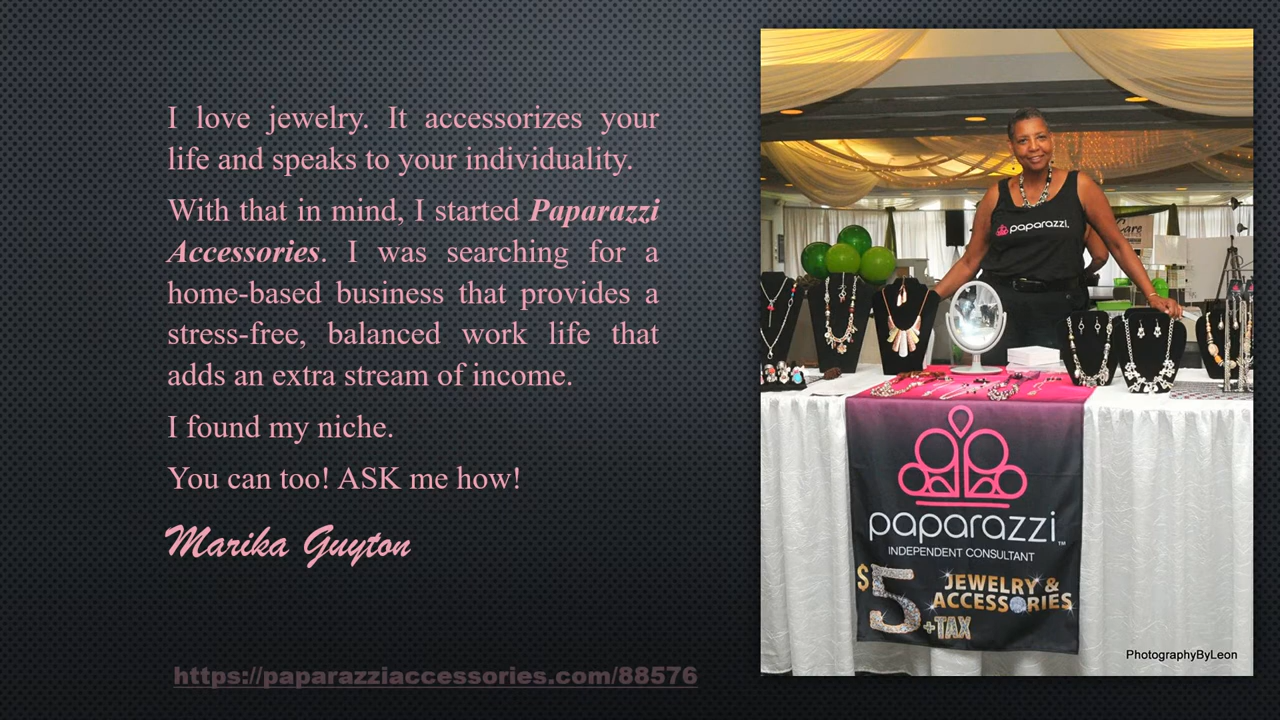 I love jewelry. It accessorizes your
life and speaks to your individuality.
With that in mind, I started Paparazzi
Accessories. I was searching for a
home-based business that provides a
stress-free, balanced work life that
adds an extra stream of income.
I found my niche.
You can too! ASK me how!
Marika Guyton
https://paparazziaccessories.com/88576
paparazzi
paparazzi™
INDEPENDENT CONSULTANT
$5 JEWELRY &
ACCESSORIES
+TAX
PhotographyByLeon